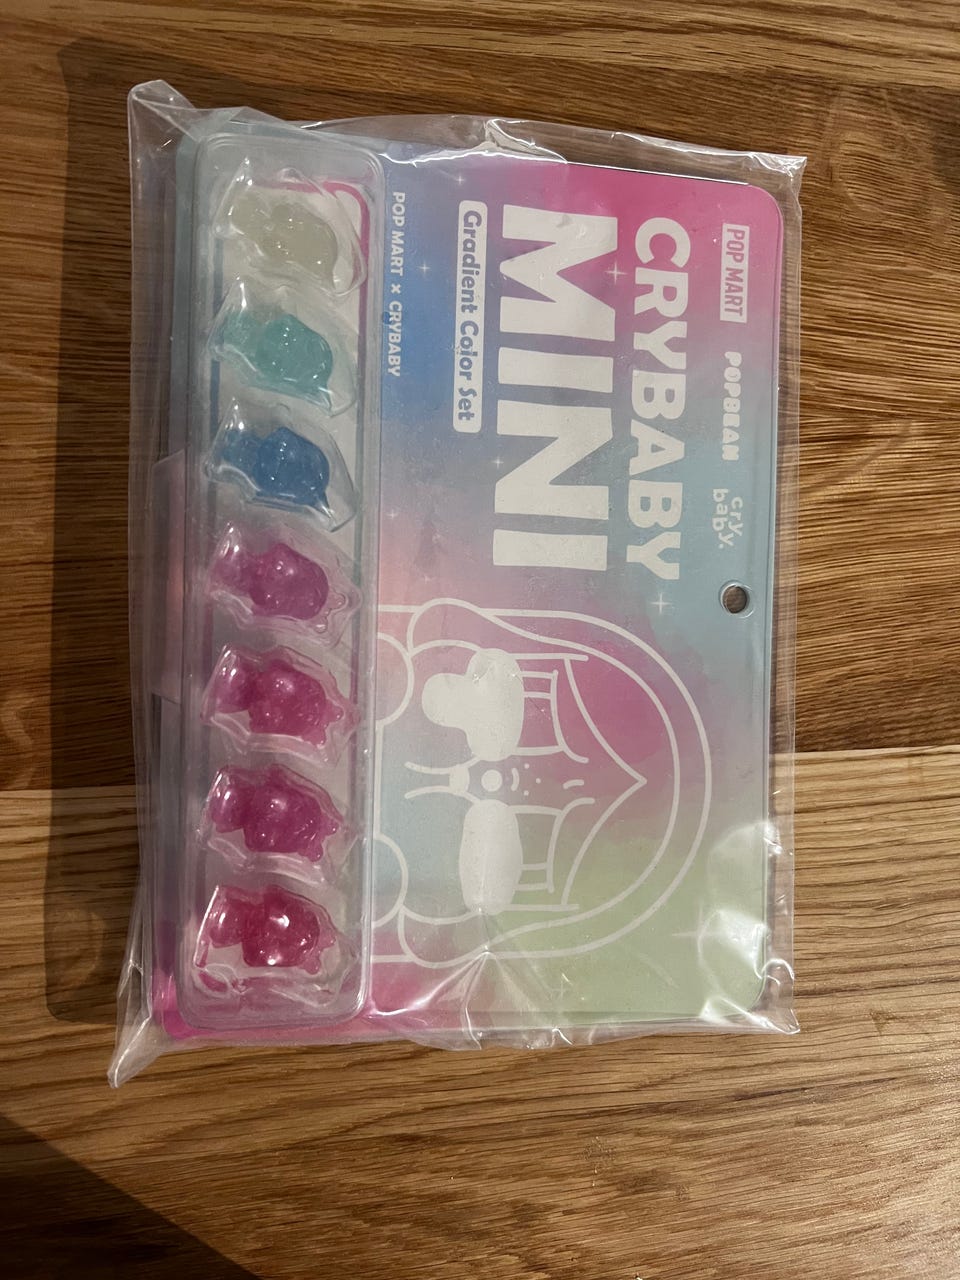 POP MART POPBEAN cry baby.
CRYBABY
MINI
Gradient Color Set
POP MART × CRYBABY